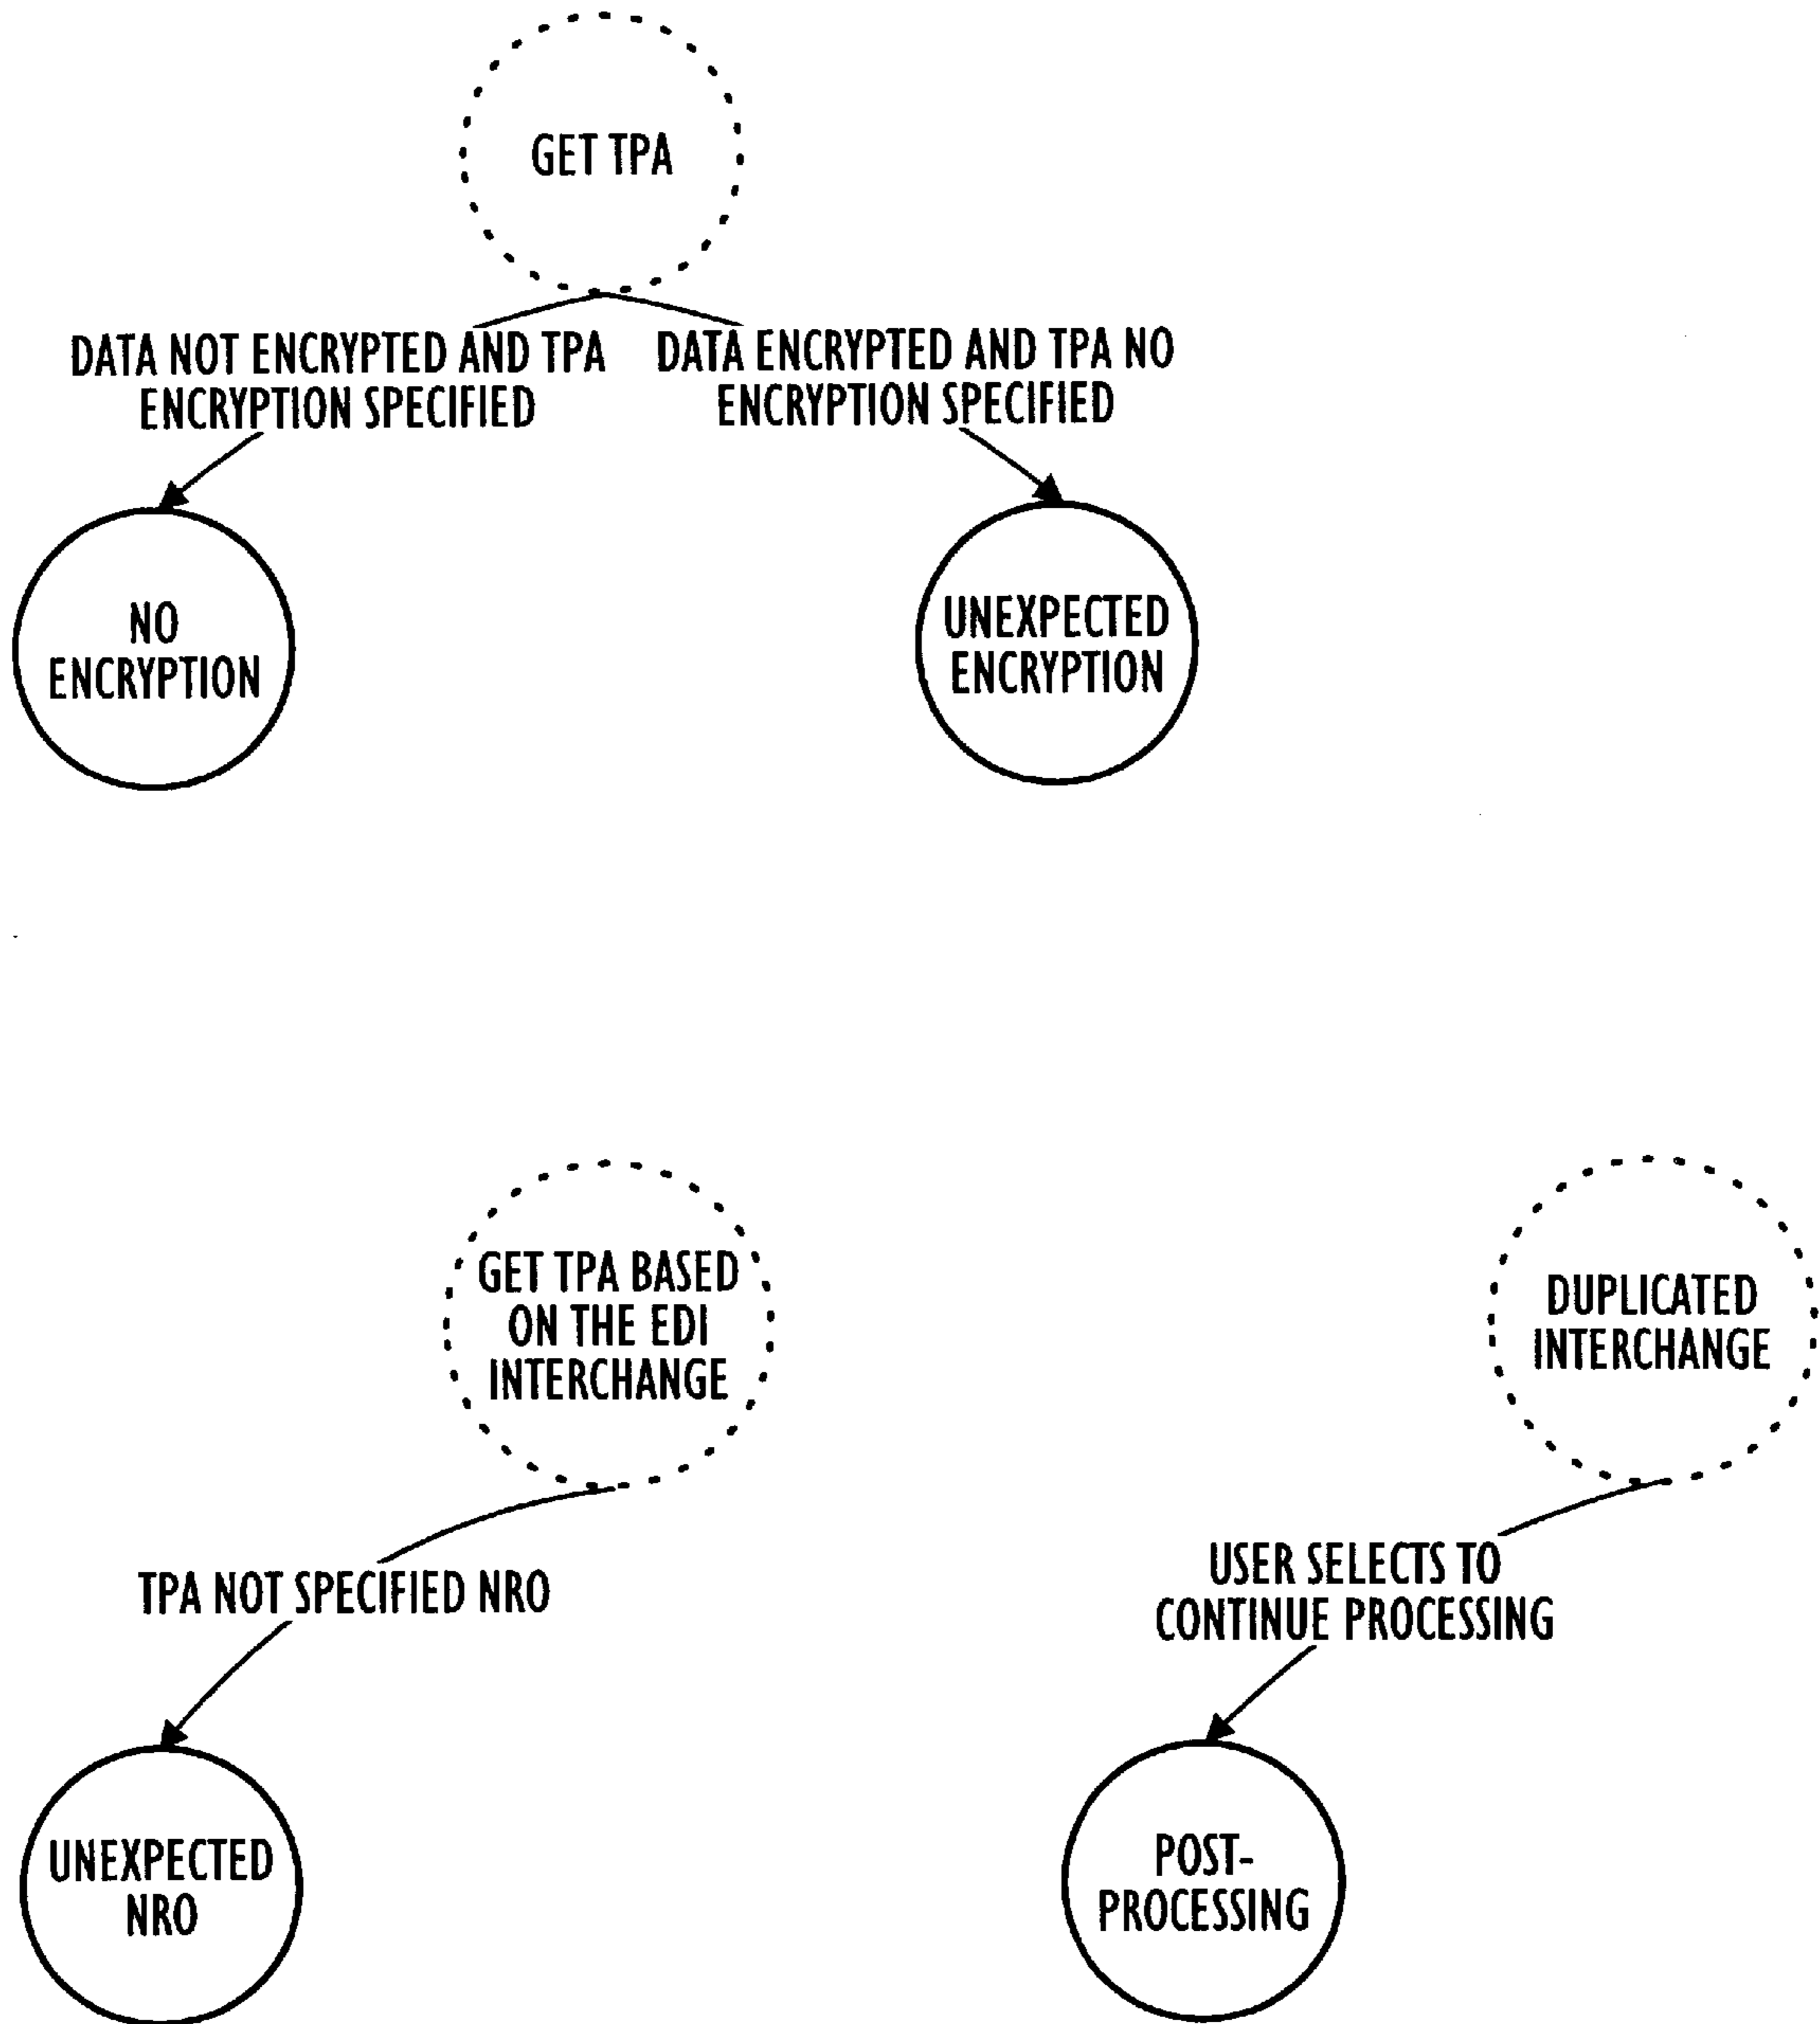 GET TPA
DATA NOT ENCRYPTED AND TPA
ENCRYPTION SPECIFIED
DATA ENCRYPTED AND TPA NO
ENCRYPTION SPECIFIED
NO
ENCRYPTION
UNEXPECTED
ENCRYPTION
GET TPA BASED
ON THE EDI
INTERCHANGE
DUPLICATED
INTERCHANGE
TPA NOT SPECIFIED NRO
USER SELECTS TO
CONTINUE PROCESSING
UNEXPECTED
NRO
POST-
PROCESSING